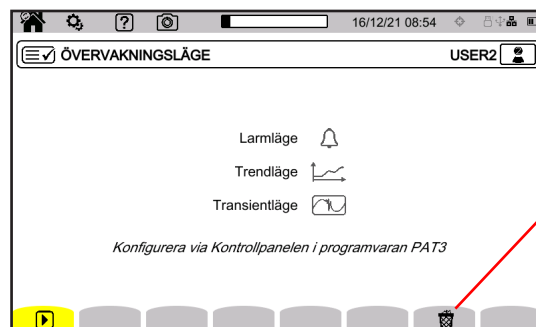 16/12/21 08:54
ÖVERVAKNINGSLÄGE
USER2
Larmläge
Trendläge
Transientläge
Konfigurera via Kontrollpanelen i programvaran PAT3